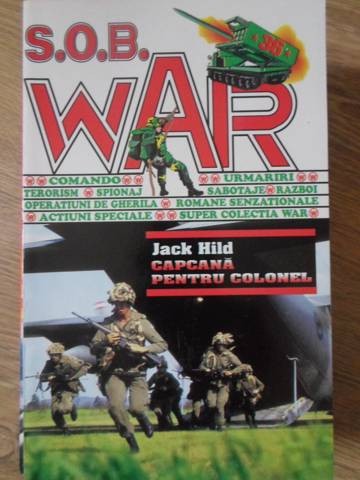 S.O.B.
96
WAR
COMANDO URMARIRI
TERORISM SPIONAJ SABOTAJE RAZBOI
OPERATIUNI DE GHERILA ROMANE SENZATIONALE
ACTIUNI SPECIALE SUPER COLECTIA WAR
Jack Hild
CAPCANĂ
PENTRU COLONEL